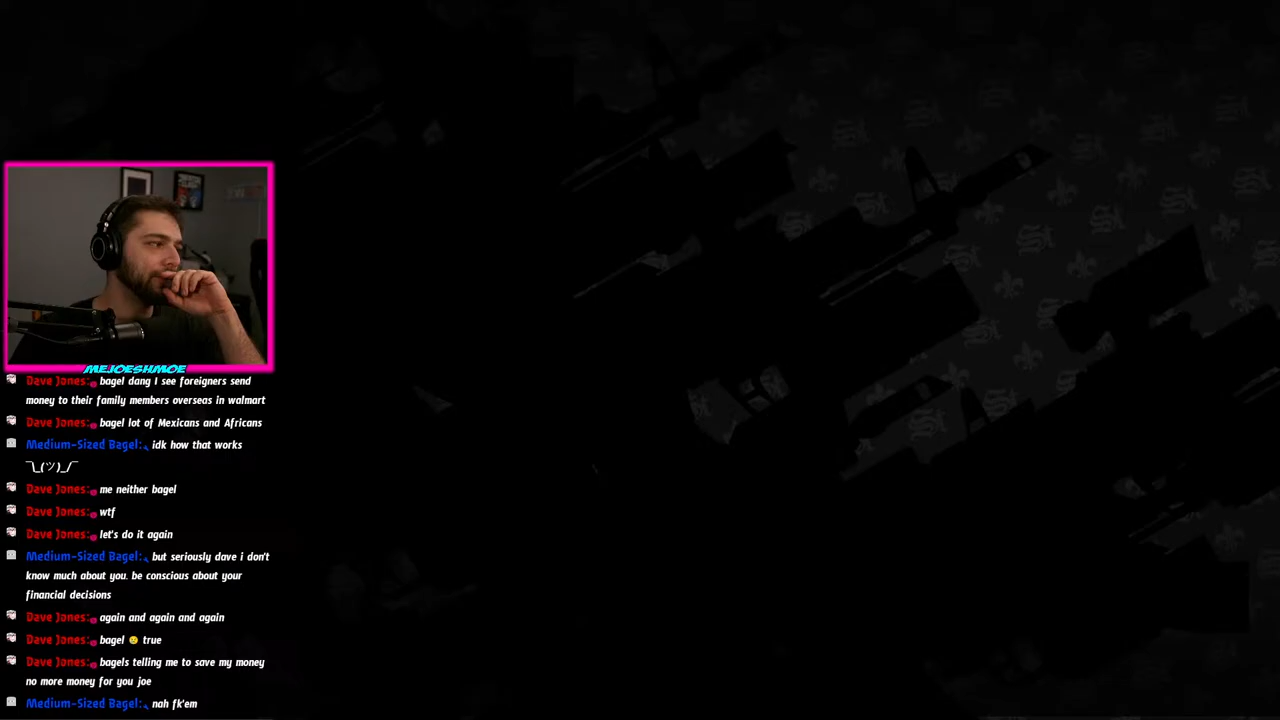 MEJOESHMOE
Dave Jones: bagel dang I see foreigners send
money to their family members overseas in walmart
Dave Jones: bagel lot of Mexicans and Africans
Medium-Sized Bagel: idk how that works
¯\_(ツ)_/¯
Dave Jones: me neither bagel
Dave Jones: wtf
Dave Jones: let's do it again
Medium-Sized Bagel: but seriously dave i don't
know much about you. be conscious about your
financial decisions
Dave Jones: again and again and again
Dave Jones: bagel 😢 true
Dave Jones: bagels telling me to save my money
no more money for you joe
Medium-Sized Bagel: nah fk'em